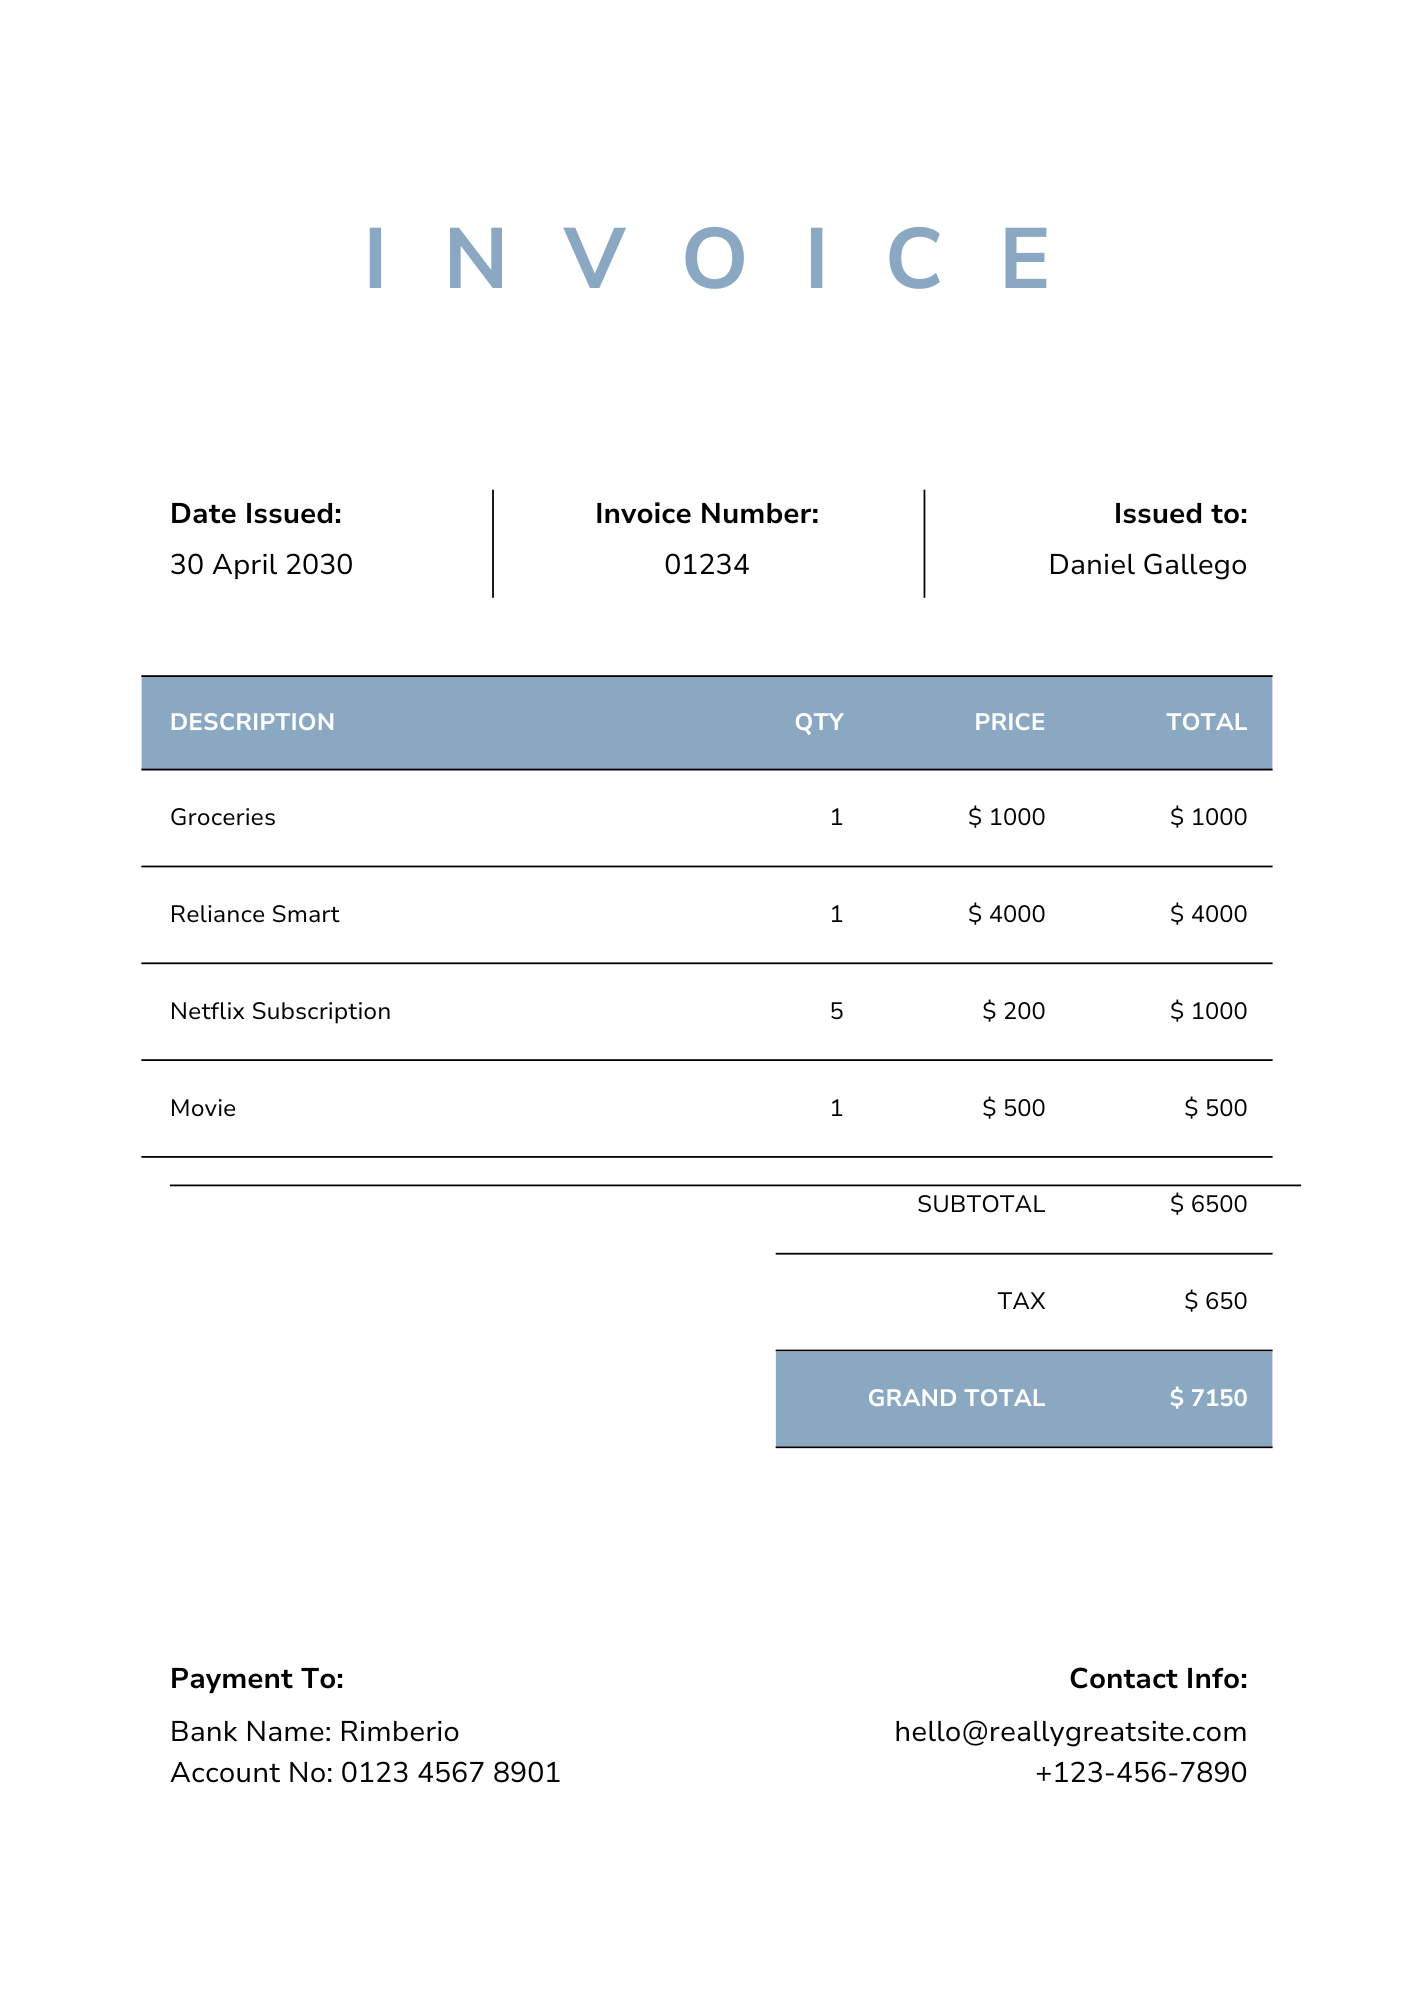 INVOICE
Date Issued: Invoice Number: Issued to:
30 April 2030 01234 Daniel Gallego
DESCRIPTION QTY PRICE TOTAL
Groceries 1 $ 1000 $ 1000
Reliance Smart 1 $ 4000 $ 4000
Netflix Subscription 5 $ 200 $ 1000
Movie 1 $ 500 $ 500
SUBTOTAL $ 6500
TAX $ 650
GRAND TOTAL $ 7150
Payment To: Contact Info:
Bank Name: Rimberio hello@reallygreatsite.com
Account No: 0123 4567 8901 +123-456-7890